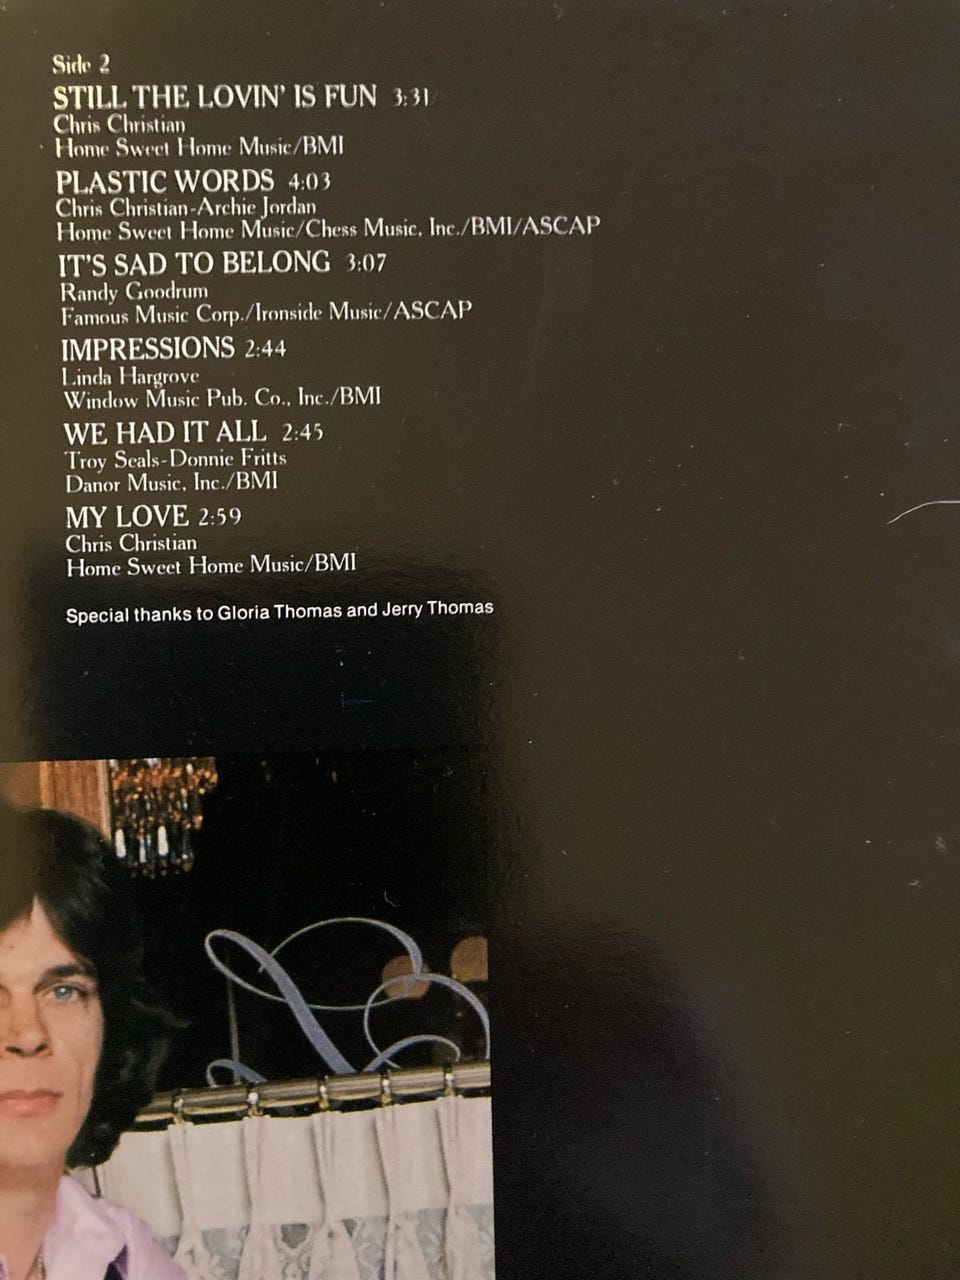 Side 2
STILL THE LOVIN' IS FUN 3:31
Chris Christian
Home Sweet Home Music/BMI
PLASTIC WORDS 4:03
Chris Christian-Archie Jordan
Home Sweet Home Music/Chess Music, Inc./BMI/ASCAP
IT'S SAD TO BELONG 3:07
Randy Goodrum
Famous Music Corp./Ironside Music/ASCAP
IMPRESSIONS 2:44
Linda Hargrove
Window Music Pub. Co., Inc./BMI
WE HAD IT ALL 2:45
Troy Seals-Donnie Fritts
Danor Music, Inc./BMI
MY LOVE 2:59
Chris Christian
Home Sweet Home Music/BMI
Special thanks to Gloria Thomas and Jerry Thomas